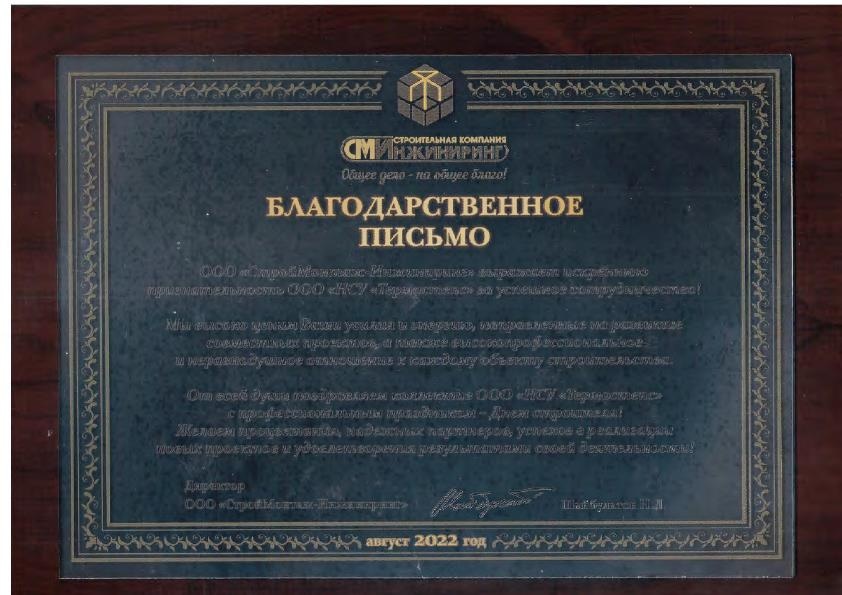 СТРОИТЕЛЬНАЯ КОМПАНИЯ
СМИНЖИНИРИНГ
Общее дело - на общее благо!
БЛАГОДАРСТВЕННОЕ
ПИСЬМО
ООО «СтройМонтаж-Инжиниринг» выражает искреннюю
признательность ООО «НСУ «Термостепс» за успешное сотрудничество!
Мы высоко ценим Ваши усилия и энергию, направленные на развитие
совместных проектов, а также высокопрофессиональное
и неравнодушное отношение к каждому объекту строительства.
От всей души поздравляем коллектив ООО «НСУ «Термостепс»
с профессиональным праздником – Днем строителя!
Желаем процветания, надежных партнеров, успехов в реализации
новых проектов и удовлетворения результатами своей деятельности!
Директор
ООО «СтройМонтаж-Инжиниринг»
август 2022 год